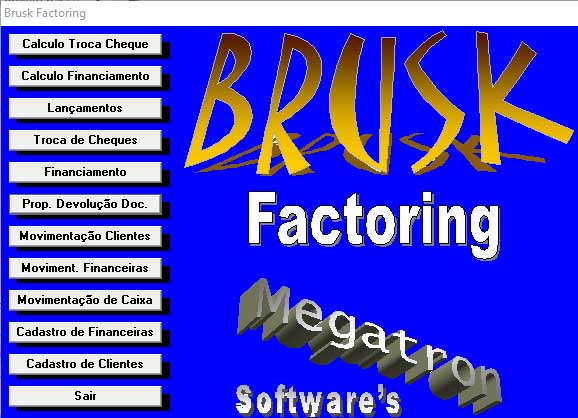 Brusk Factoring
Calculo Troca Cheque
Calculo Financiamento
Lançamentos
Troca de Cheques
Financiamento
Prop. Devolução Doc.
Movimentação Clientes
Moviment. Financeiras
Movimentação de Caixa
Cadastro de Financeiras
Cadastro de Clientes
Sair
BRUSK
Factoring
Megatron
Software's